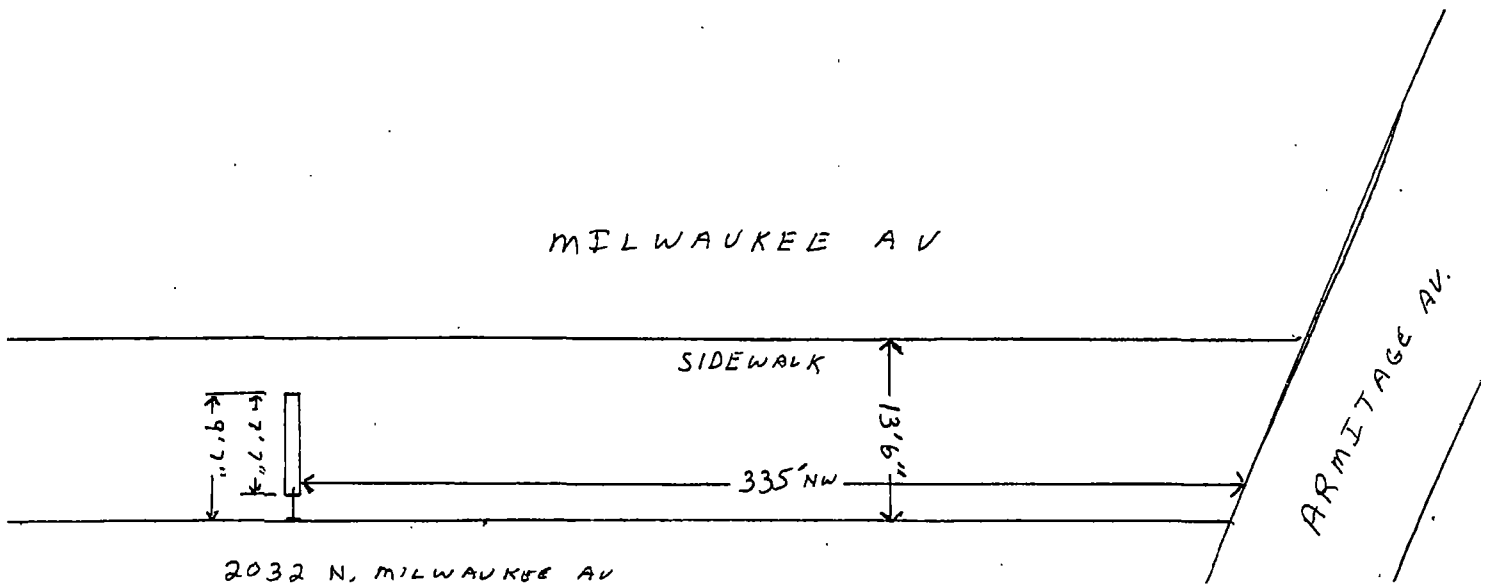 MILWAUKEE AV
SIDEWALK
ARMITAGE AV.
9'7"
7'7"
13'6"
335' NW
2032 N. MILWAUKEE AV